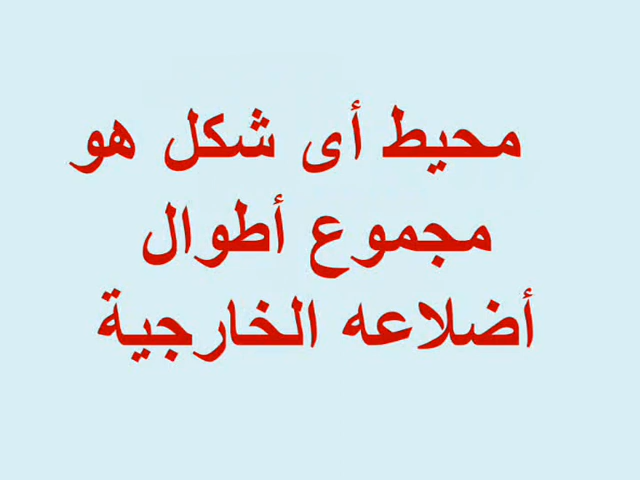 محيط أى شكل هو
مجموع أطوال
أضلاعه الخارجية